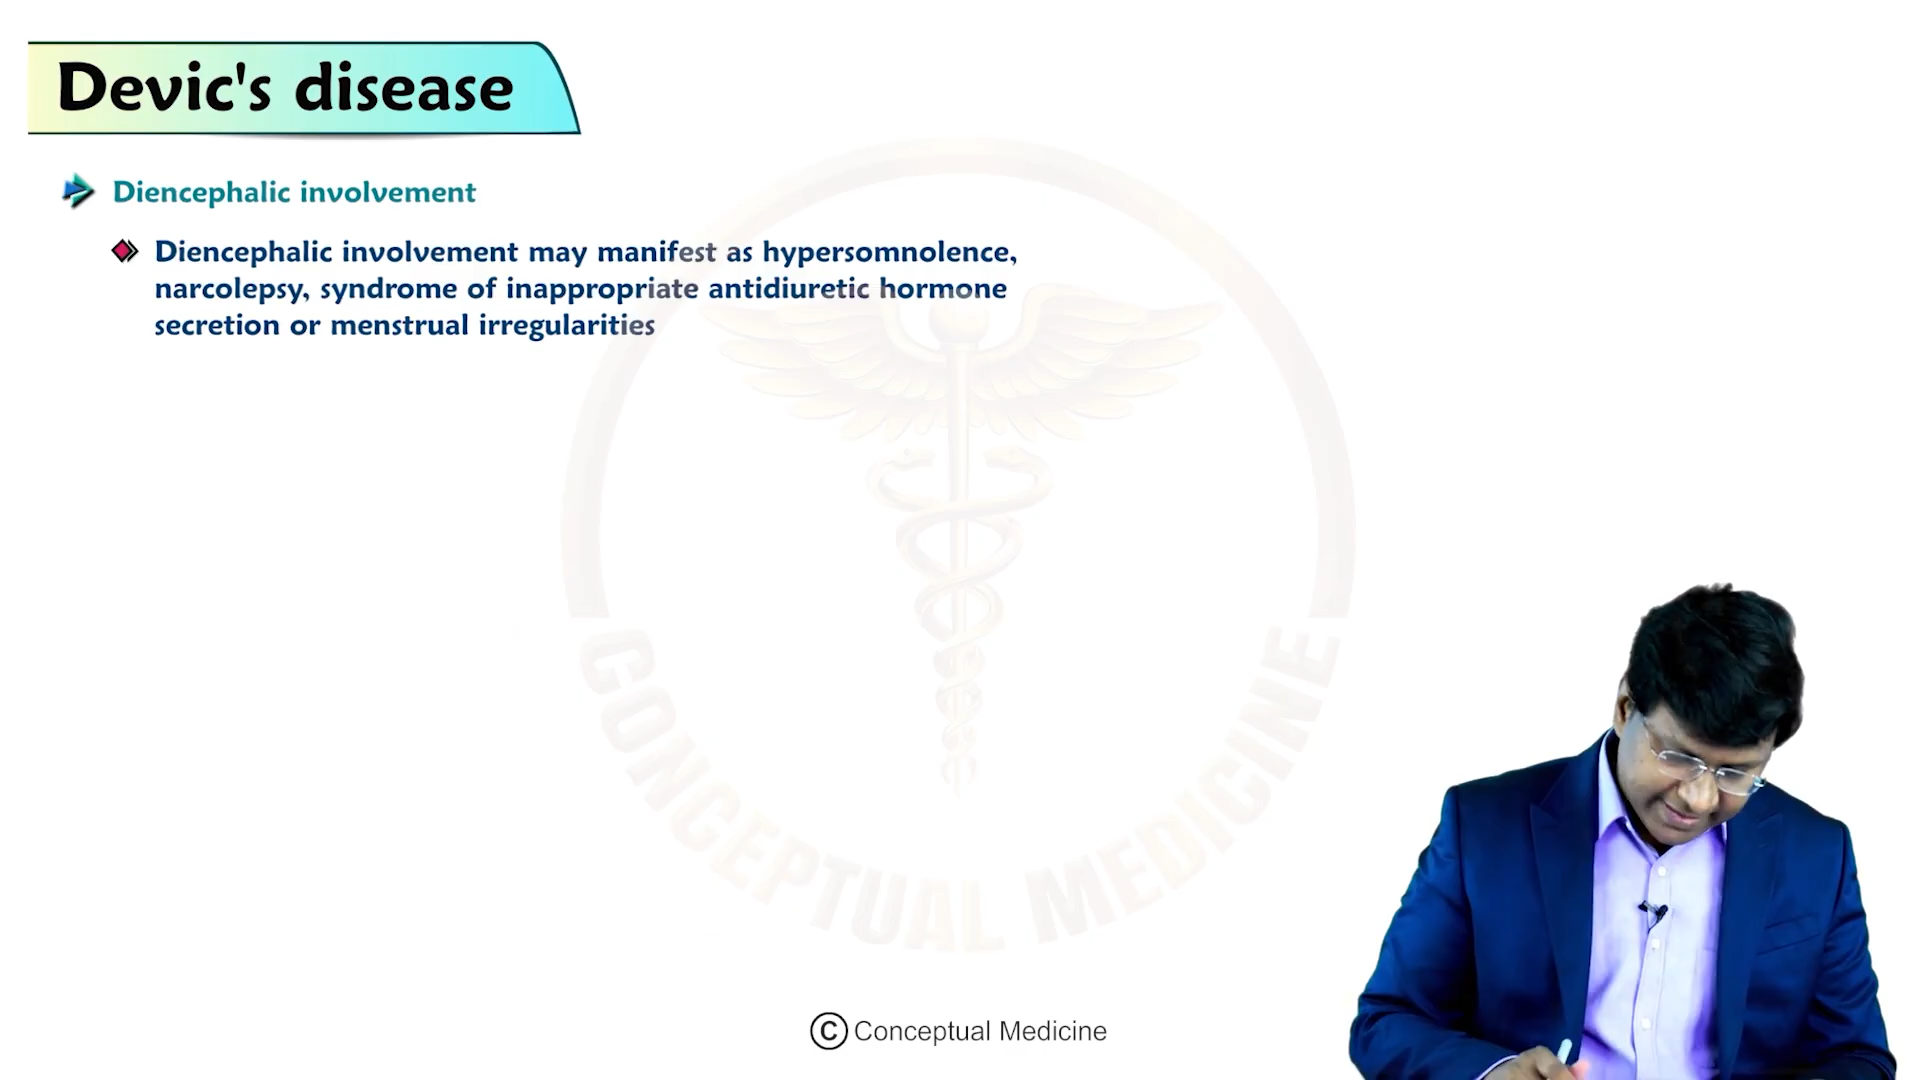 Devic's disease
Diencephalic involvement
Diencephalic involvement may manifest as hypersomnolence,
narcolepsy, syndrome of inappropriate antidiuretic hormone
secretion or menstrual irregularities
CONCEPTUAL MEDICINE
© Conceptual Medicine